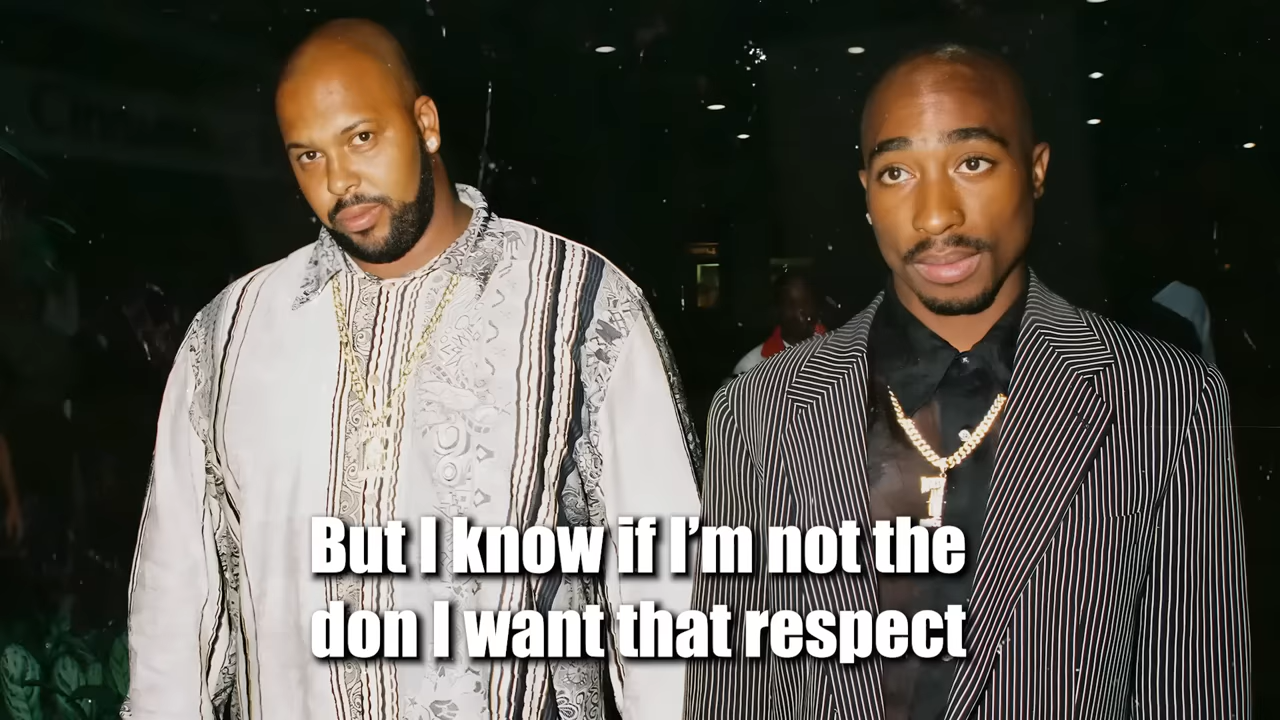 But I know if I’m not the
don I want that respect